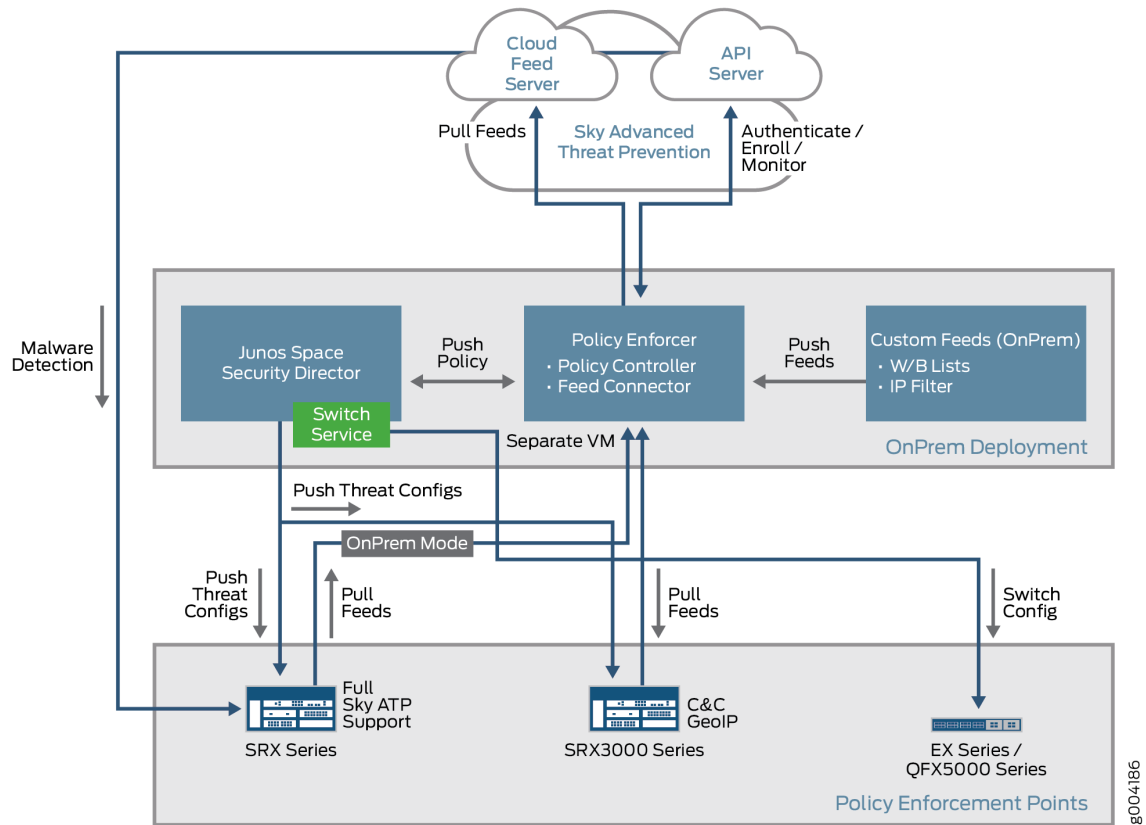 Cloud
Feed
Server
API
Server
Pull Feeds
Sky Advanced
Threat Prevention
Authenticate /
Enroll /
Monitor
Malware
Detection
Junos Space
Security Director
Switch
Service
Push
Policy
Policy Enforcer
· Policy Controller
· Feed Connector
Push
Feeds
Custom Feeds (OnPrem)
· W/B Lists
· IP Filter
Separate VM
OnPrem Deployment
Push Threat Configs
OnPrem Mode
Push
Threat
Configs
Pull
Feeds
Pull
Feeds
Switch
Config
Full
Sky ATP
Support
SRX Series
C&C
GeoIP
SRX3000 Series
EX Series /
QFX5000 Series
Policy Enforcement Points
g004186